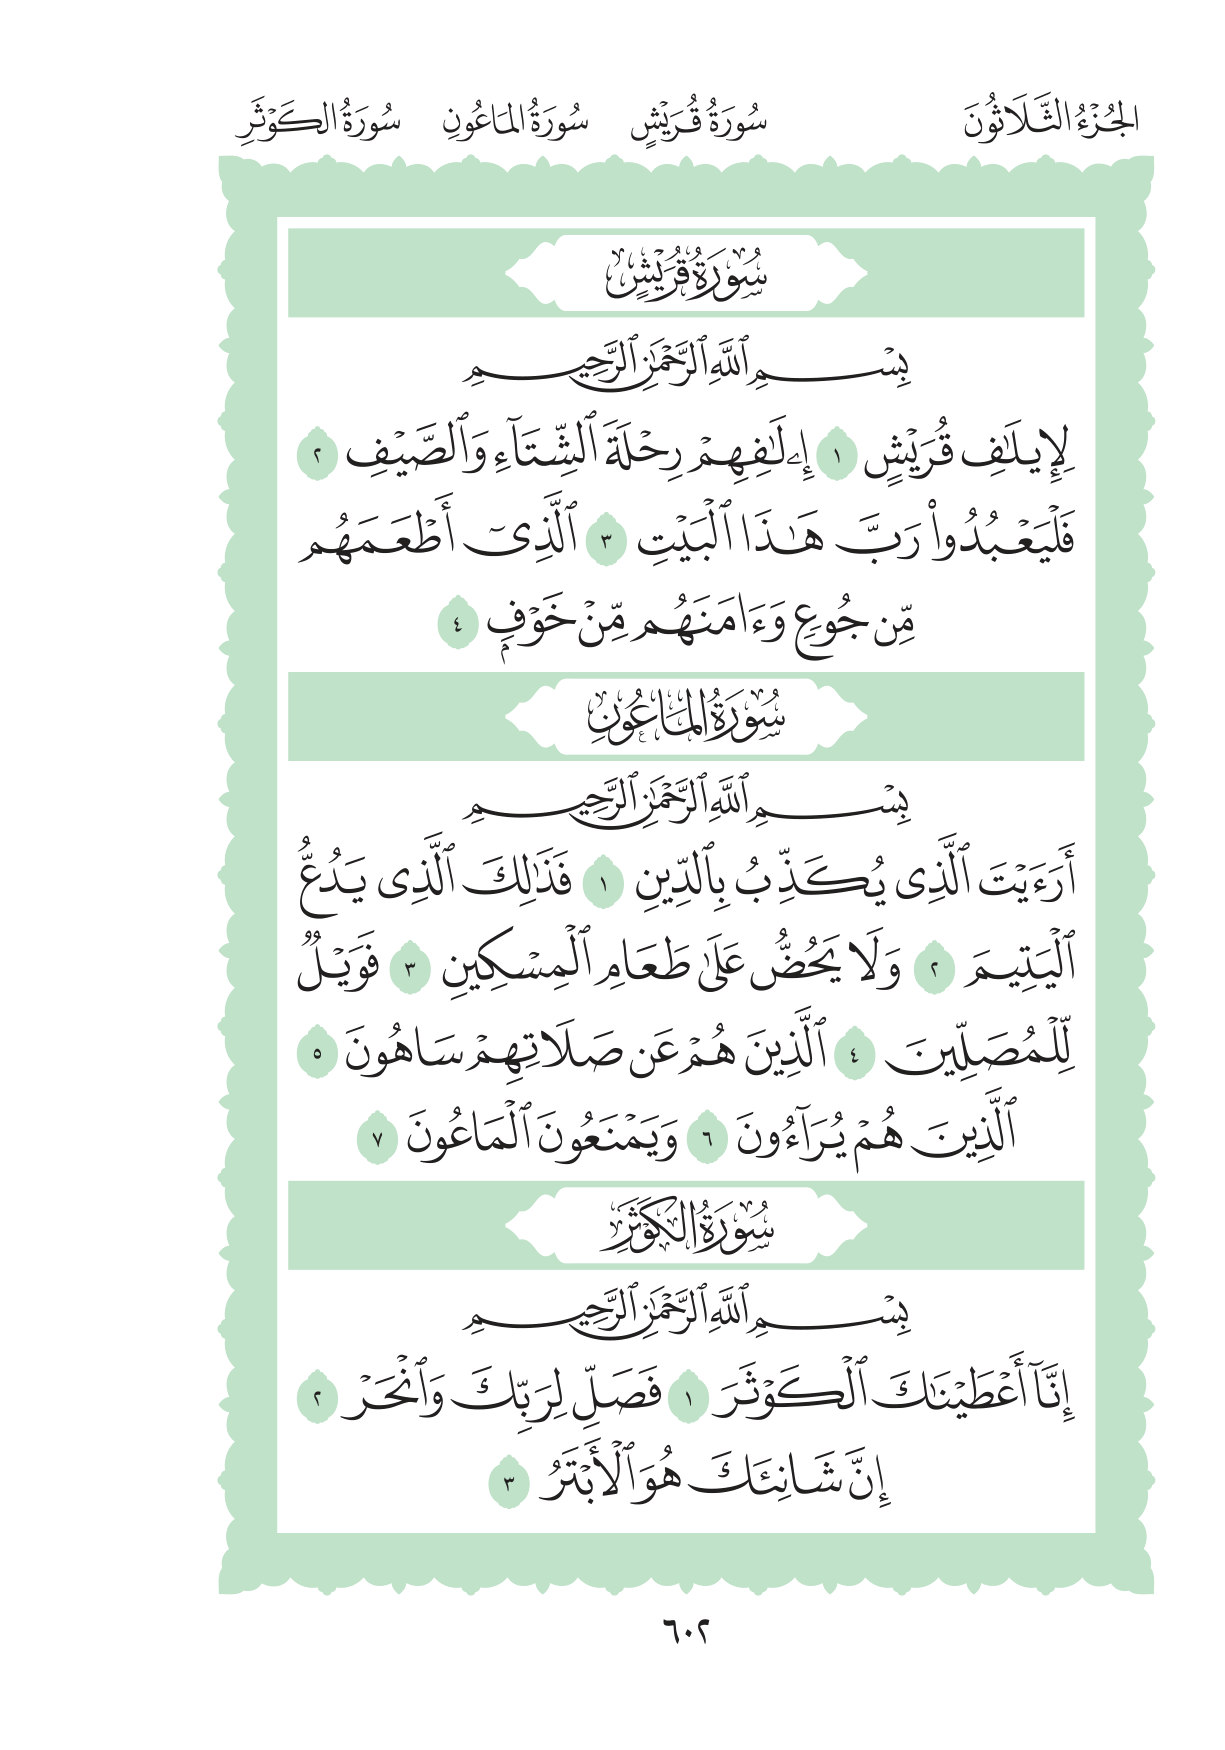 الجُزْءُ الثَّلَاثُونَ سُورَةُ قُرَيْشٍ سُورَةُ المَاعُونِ سُورَةُ الكَوْثَرِ
سُورَةُ قُرَيْشٍ
بِسْمِ ٱللَّهِ ٱلرَّحْمَٰنِ ٱلرَّحِيمِ
لِإِيلَٰفِ قُرَيْشٍ ١ إِۦلَٰفِهِمْ رِحْلَةَ ٱلشِّتَآءِ وَٱلصَّيْفِ ٢
فَلْيَعْبُدُوا۟ رَبَّ هَٰذَا ٱلْبَيْتِ ٣ ٱلَّذِىٓ أَطْعَمَهُم
مِّن جُوعٍ وَءَامَنَهُم مِّنْ خَوْفٍۭ ٤
سُورَةُ المَاعُونِ
بِسْمِ ٱللَّهِ ٱلرَّحْمَٰنِ ٱلرَّحِيمِ
أَرَءَيْتَ ٱلَّذِى يُكَذِّبُ بِٱلدِّينِ ١ فَذَٰلِكَ ٱلَّذِى يَدُعُّ
ٱلْيَتِيمَ ٢ وَلَا يَحُضُّ عَلَىٰ طَعَامِ ٱلْمِسْكِينِ ٣ فَوَيْلٌ
لِّلْمُصَلِّينَ ٤ ٱلَّذِينَ هُمْ عَن صَلَاتِهِمْ سَاهُونَ ٥
ٱلَّذِينَ هُمْ يُرَآءُونَ ٦ وَيَمْنَعُونَ ٱلْمَاعُونَ ٧
سُورَةُ الكَوْثَرِ
بِسْمِ ٱللَّهِ ٱلرَّحْمَٰنِ ٱلرَّحِيمِ
إِنَّآ أَعْطَيْنَٰكَ ٱلْكَوْثَرَ ١ فَصَلِّ لِرَبِّكَ وَٱنْحَرْ ٢
إِنَّ شَانِئَكَ هُوَ ٱلْأَبْتَرُ ٣
٦٠٢